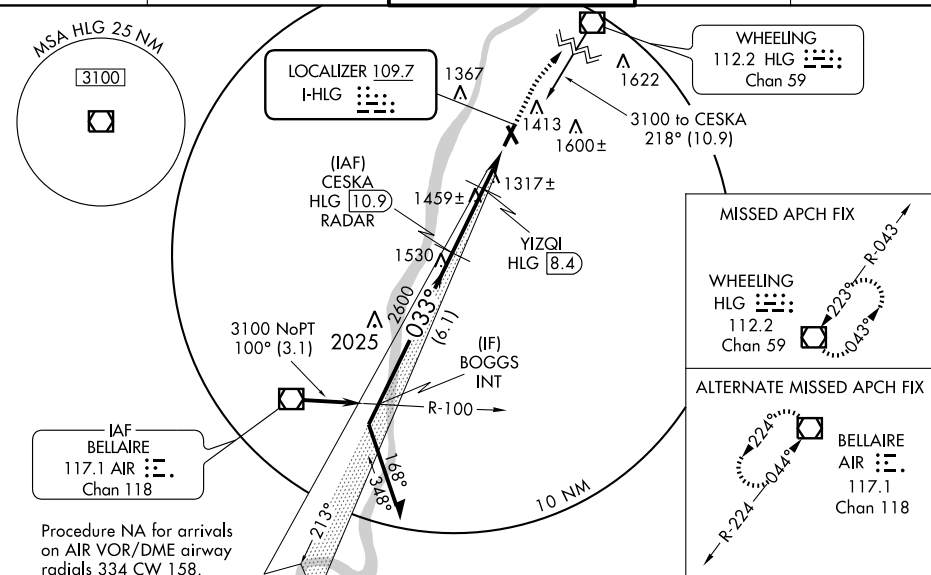 MSA HLG 25 NM
3100
LOCALIZER 109.7
I-HLG
1367
WHEELING
112.2 HLG
Chan 59
1622
1413
1600±
3100 to CESKA
218° (10.9)
(IAF)
CESKA
HLG 10.9
RADAR
1459±
1317±
YIZQI
HLG 8.4
1530
2600
033°
(6.1)
2025
3100 NoPT
100° (3.1)
(IF)
BOGGS
INT
R-100
IAF
BELLAIRE
117.1 AIR
Chan 118
168°
348°
213°
10 NM
Procedure NA for arrivals
on AIR VOR/DME airway
radials 334 CW 158.
MISSED APCH FIX
R-043
WHEELING
HLG
112.2
Chan 59
223°
043°
ALTERNATE MISSED APCH FIX
224°
044°
R-224
BELLAIRE
AIR
117.1
Chan 118